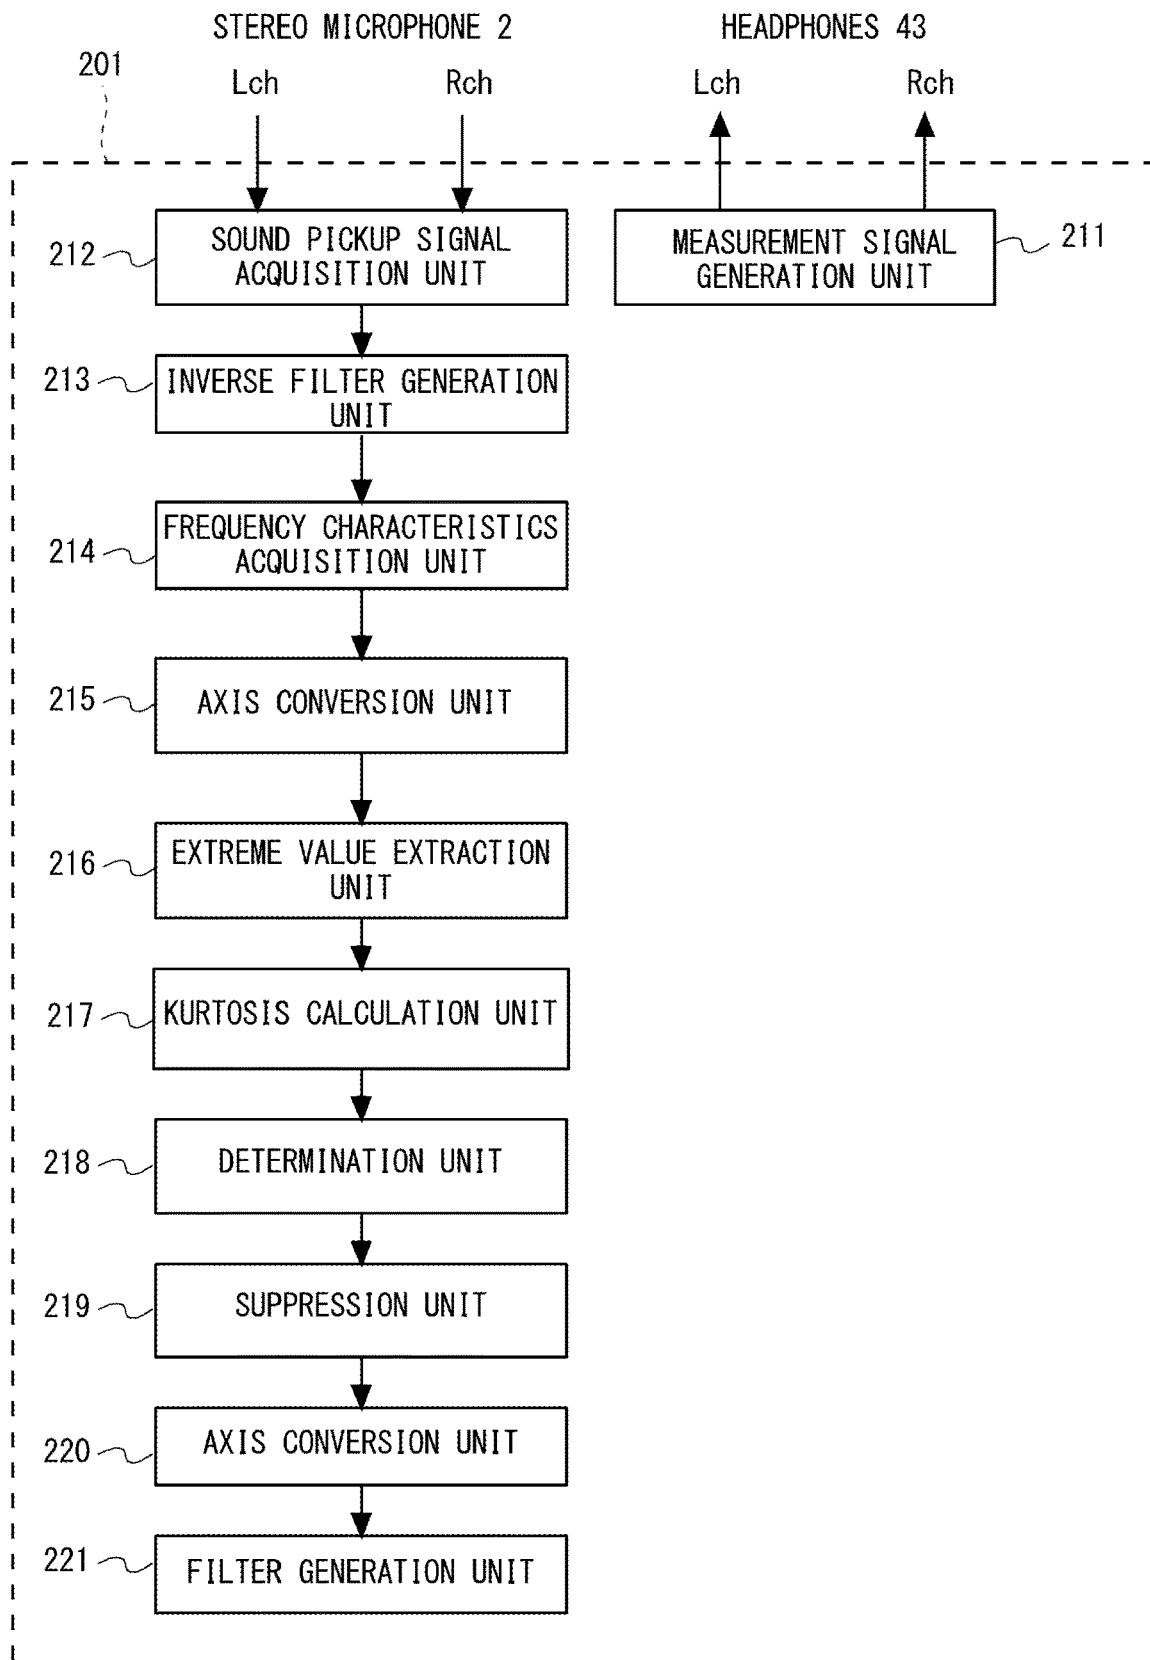 STEREO MICROPHONE 2
HEADPHONES 43
201
Lch
Rch
Lch
Rch
212
SOUND PICKUP SIGNAL
ACQUISITION UNIT
MEASUREMENT SIGNAL
GENERATION UNIT
211
213
INVERSE FILTER GENERATION
UNIT
214
FREQUENCY CHARACTERISTICS
ACQUISITION UNIT
215
AXIS CONVERSION UNIT
216
EXTREME VALUE EXTRACTION
UNIT
217
KURTOSIS CALCULATION UNIT
218
DETERMINATION UNIT
219
SUPPRESSION UNIT
220
AXIS CONVERSION UNIT
221
FILTER GENERATION UNIT